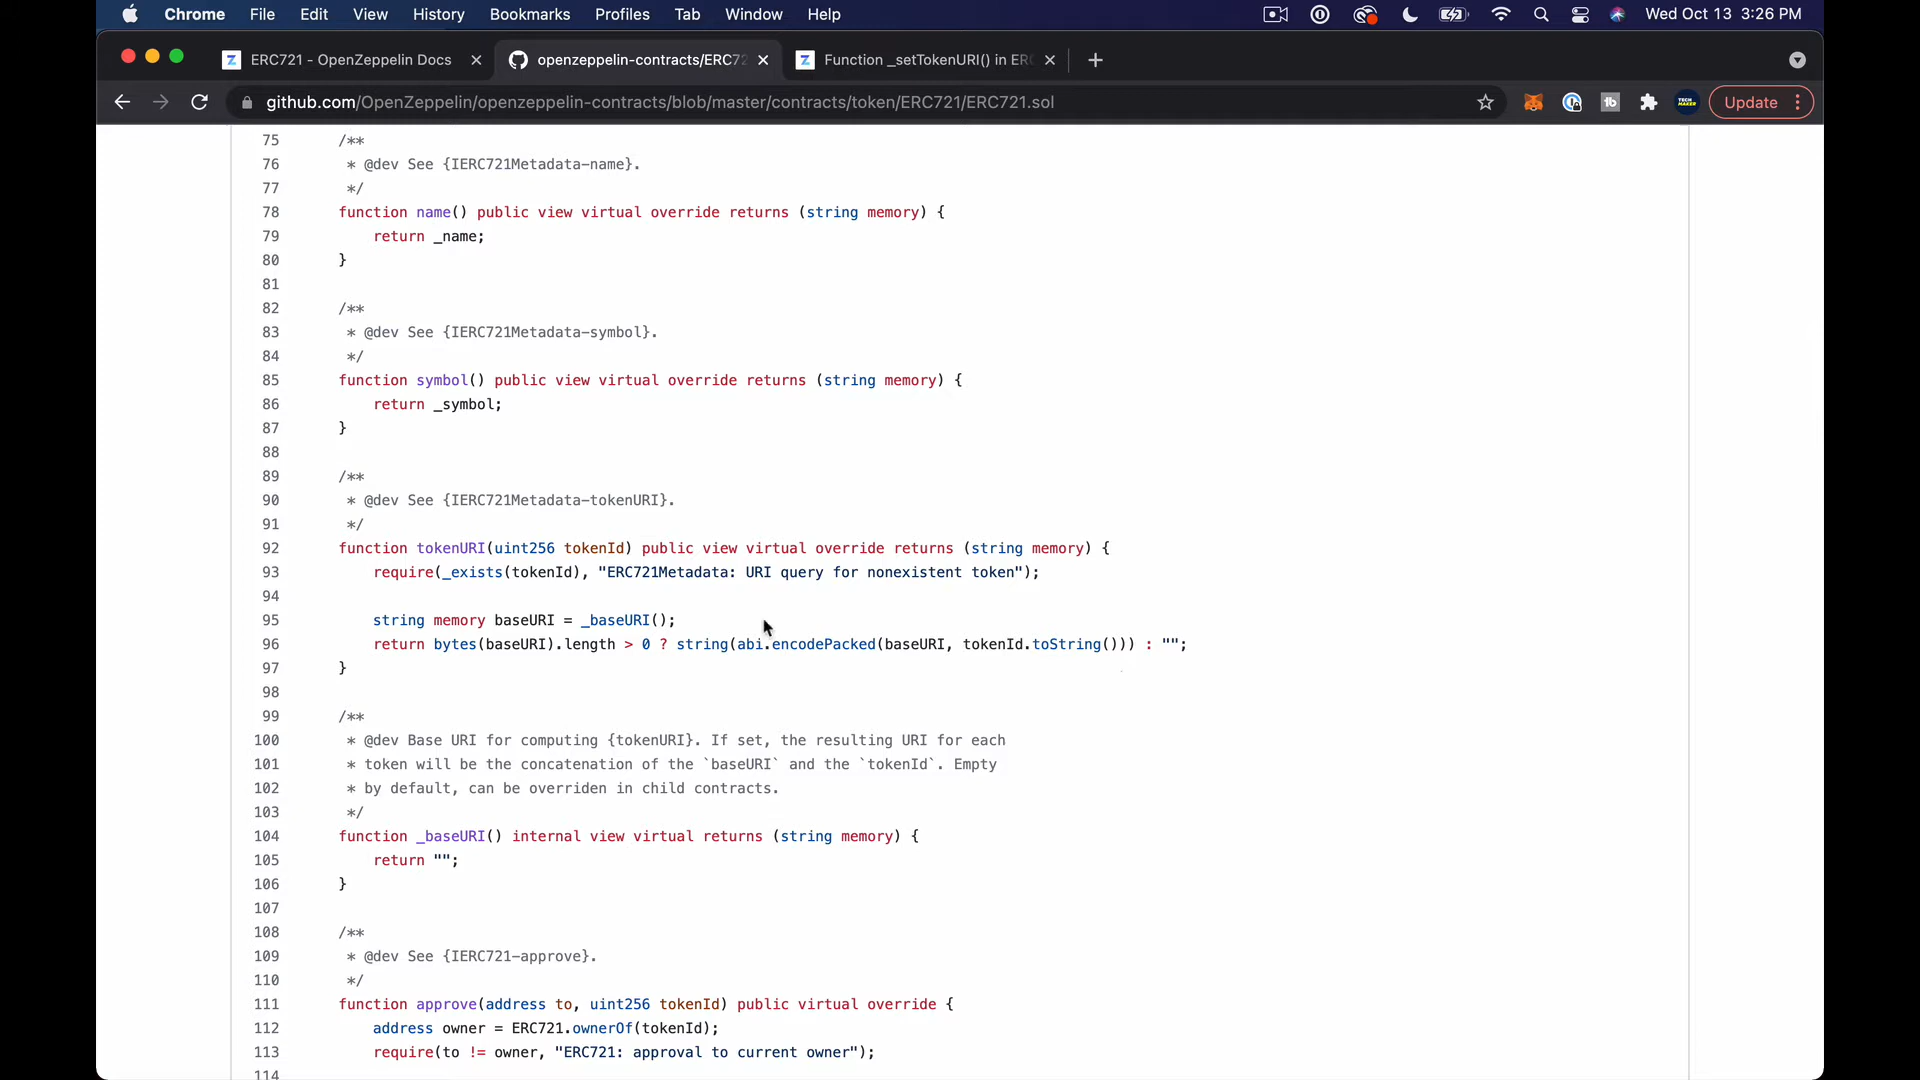 Chrome File Edit View History Bookmarks Profiles Tab Window Help Wed Oct 13 3:26 PM
ERC721 - OpenZeppelin Docs openzeppelin-contracts/ERC72 Function _setTokenURI() in ERC
github.com/OpenZeppelin/openzeppelin-contracts/blob/master/contracts/token/ERC721/ERC721.sol Update
75 /**
76 * @dev See {IERC721Metadata-name}.
77 */
78 function name() public view virtual override returns (string memory) {
79 return _name;
80 }
81
82 /**
83 * @dev See {IERC721Metadata-symbol}.
84 */
85 function symbol() public view virtual override returns (string memory) {
86 return _symbol;
87 }
88
89 /**
90 * @dev See {IERC721Metadata-tokenURI}.
91 */
92 function tokenURI(uint256 tokenId) public view virtual override returns (string memory) {
93 require(_exists(tokenId), "ERC721Metadata: URI query for nonexistent token");
94
95 string memory baseURI = _baseURI();
96 return bytes(baseURI).length > 0 ? string(abi.encodePacked(baseURI, tokenId.toString())) : "";
97 }
98
99 /**
100 * @dev Base URI for computing {tokenURI}. If set, the resulting URI for each
101 * token will be the concatenation of the `baseURI` and the `tokenId`. Empty
102 * by default, can be overriden in child contracts.
103 */
104 function _baseURI() internal view virtual returns (string memory) {
105 return "";
106 }
107
108 /**
109 * @dev See {IERC721-approve}.
110 */
111 function approve(address to, uint256 tokenId) public virtual override {
112 address owner = ERC721.ownerOf(tokenId);
113 require(to != owner, "ERC721: approval to current owner");
114